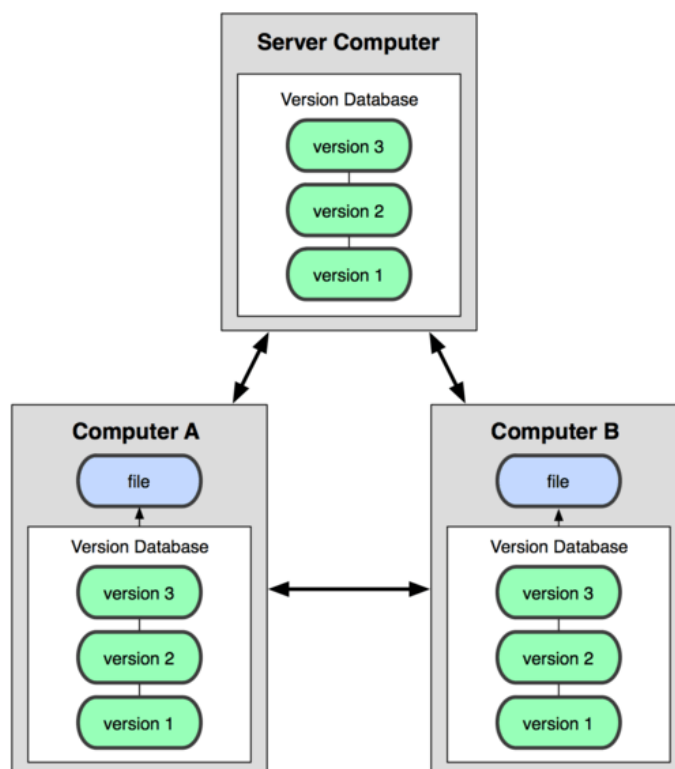 Server Computer
Version Database
version 3
version 2
version 1
Computer A
file
Version Database
version 3
version 2
version 1
Computer B
file
Version Database
version 3
version 2
version 1